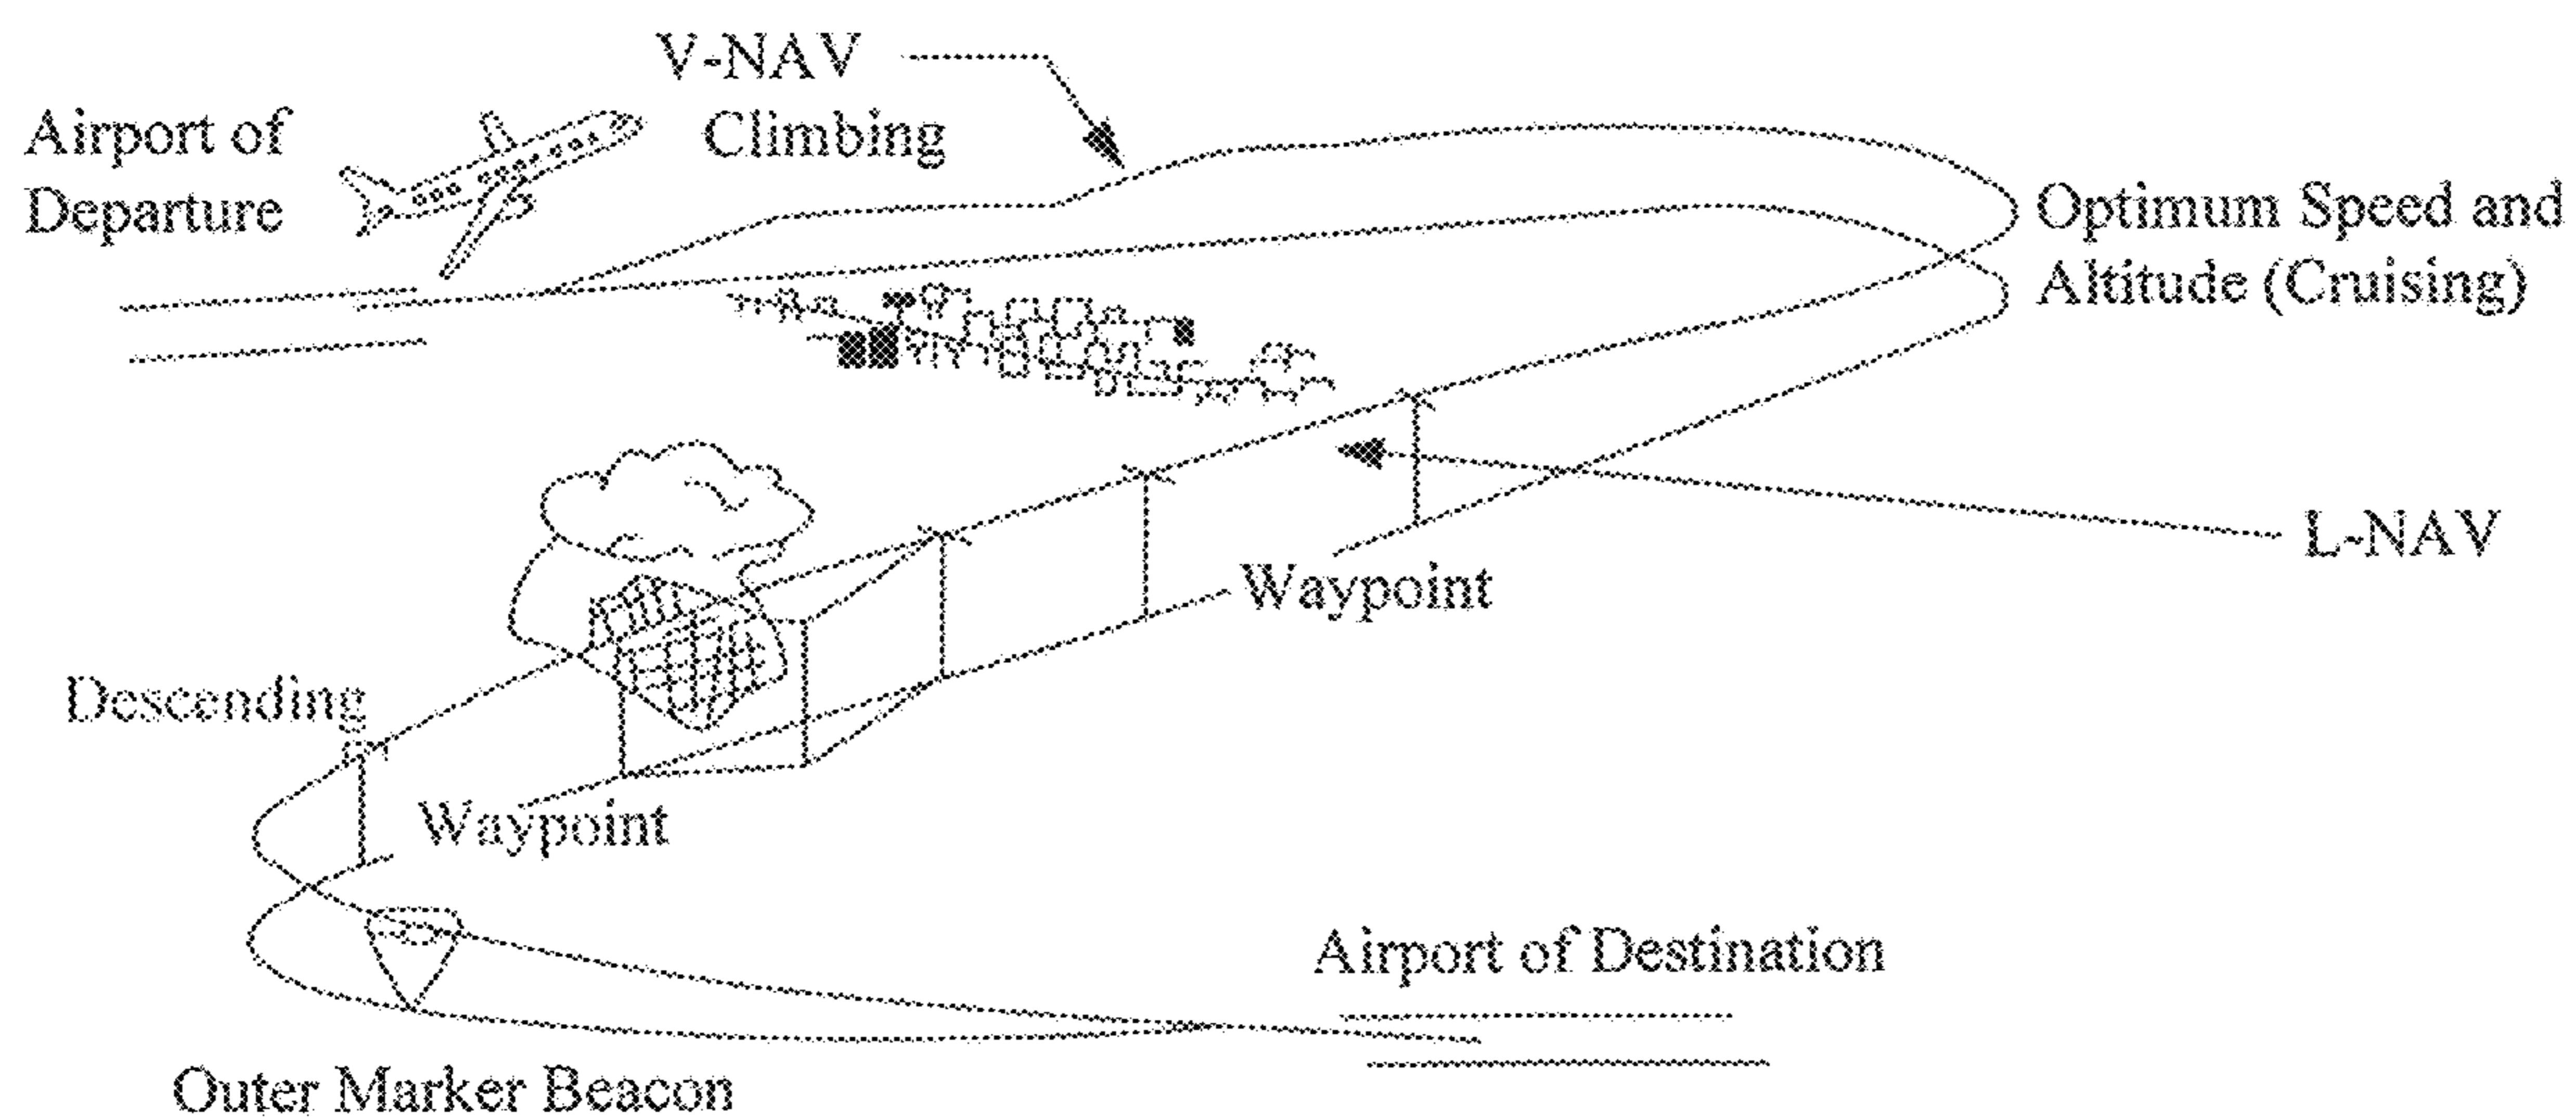 V-NAV
Climbing
Airport of
Departure
Optimum Speed and
Altitude (Cruising)
L-NAV
Waypoint
Descending
Waypoint
Airport of Destination
Outer Marker Beacon